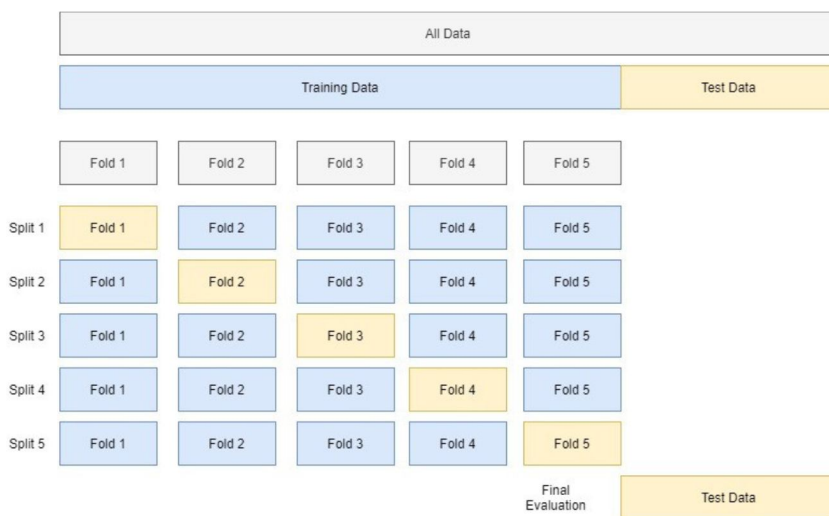 All Data
Training Data Test Data
Fold 1 Fold 2 Fold 3 Fold 4 Fold 5
Split 1 Fold 1 Fold 2 Fold 3 Fold 4 Fold 5
Split 2 Fold 1 Fold 2 Fold 3 Fold 4 Fold 5
Split 3 Fold 1 Fold 2 Fold 3 Fold 4 Fold 5
Split 4 Fold 1 Fold 2 Fold 3 Fold 4 Fold 5
Split 5 Fold 1 Fold 2 Fold 3 Fold 4 Fold 5
Final
Evaluation
Test Data